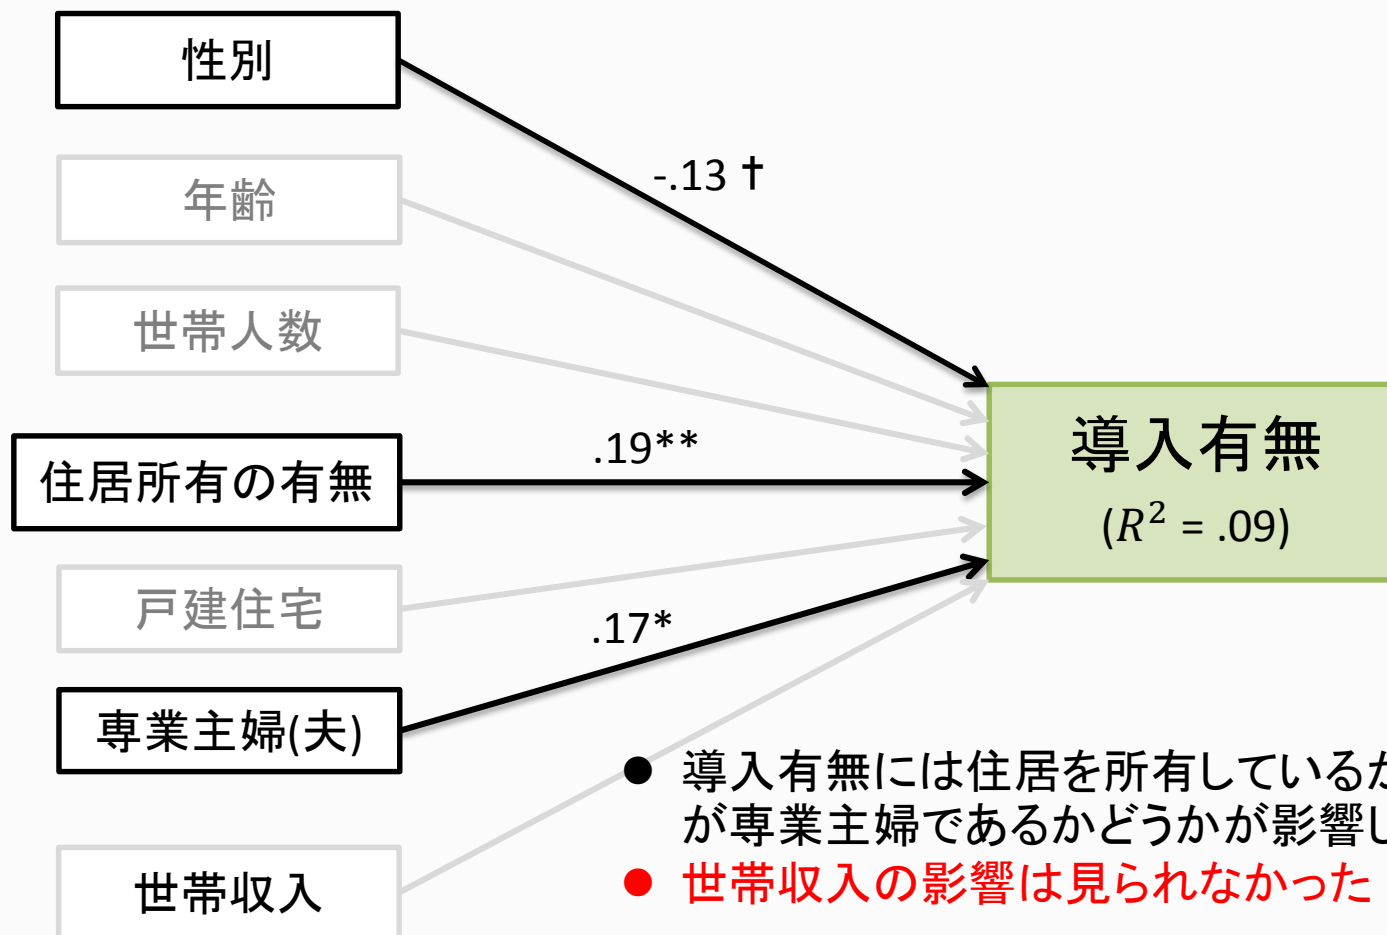 性別
-.13 †
年齢
世帯人数
住居所有の有無
.19**
導入有無
(R² = .09)
戸建住宅
.17*
専業主婦(夫)
世帯収入
● 導入有無には住居を所有しているか
が専業主婦であるかどうかが影響し
● 世帯収入の影響は見られなかった